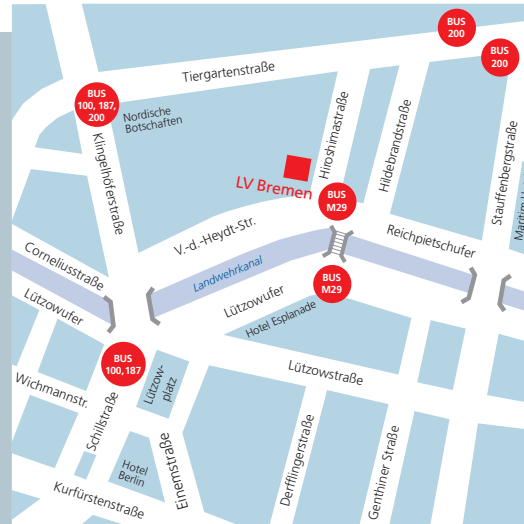 BUS
200
BUS
200
Tiergartenstraße
BUS
100, 187,
200
Nordische
Botschaften
Klingelhöferstraße
Hiroshimastraße
Hildebrandstraße
Stauffenbergstraße
LV Bremen
BUS
M29
V.-d.-Heydt-Str.
Reichpietschufer
Corneliusstraße
Landwehrkanal
Lützowufer
Lützowufer
BUS
M29
Hotel Esplanade
BUS
100,187
Lützow-
platz
Lützowstraße
Wichmannstr.
Schillstraße
Einemstraße
Derfflingerstraße
Genthiner Straße
Hotel
Berlin
Kurfürstenstraße